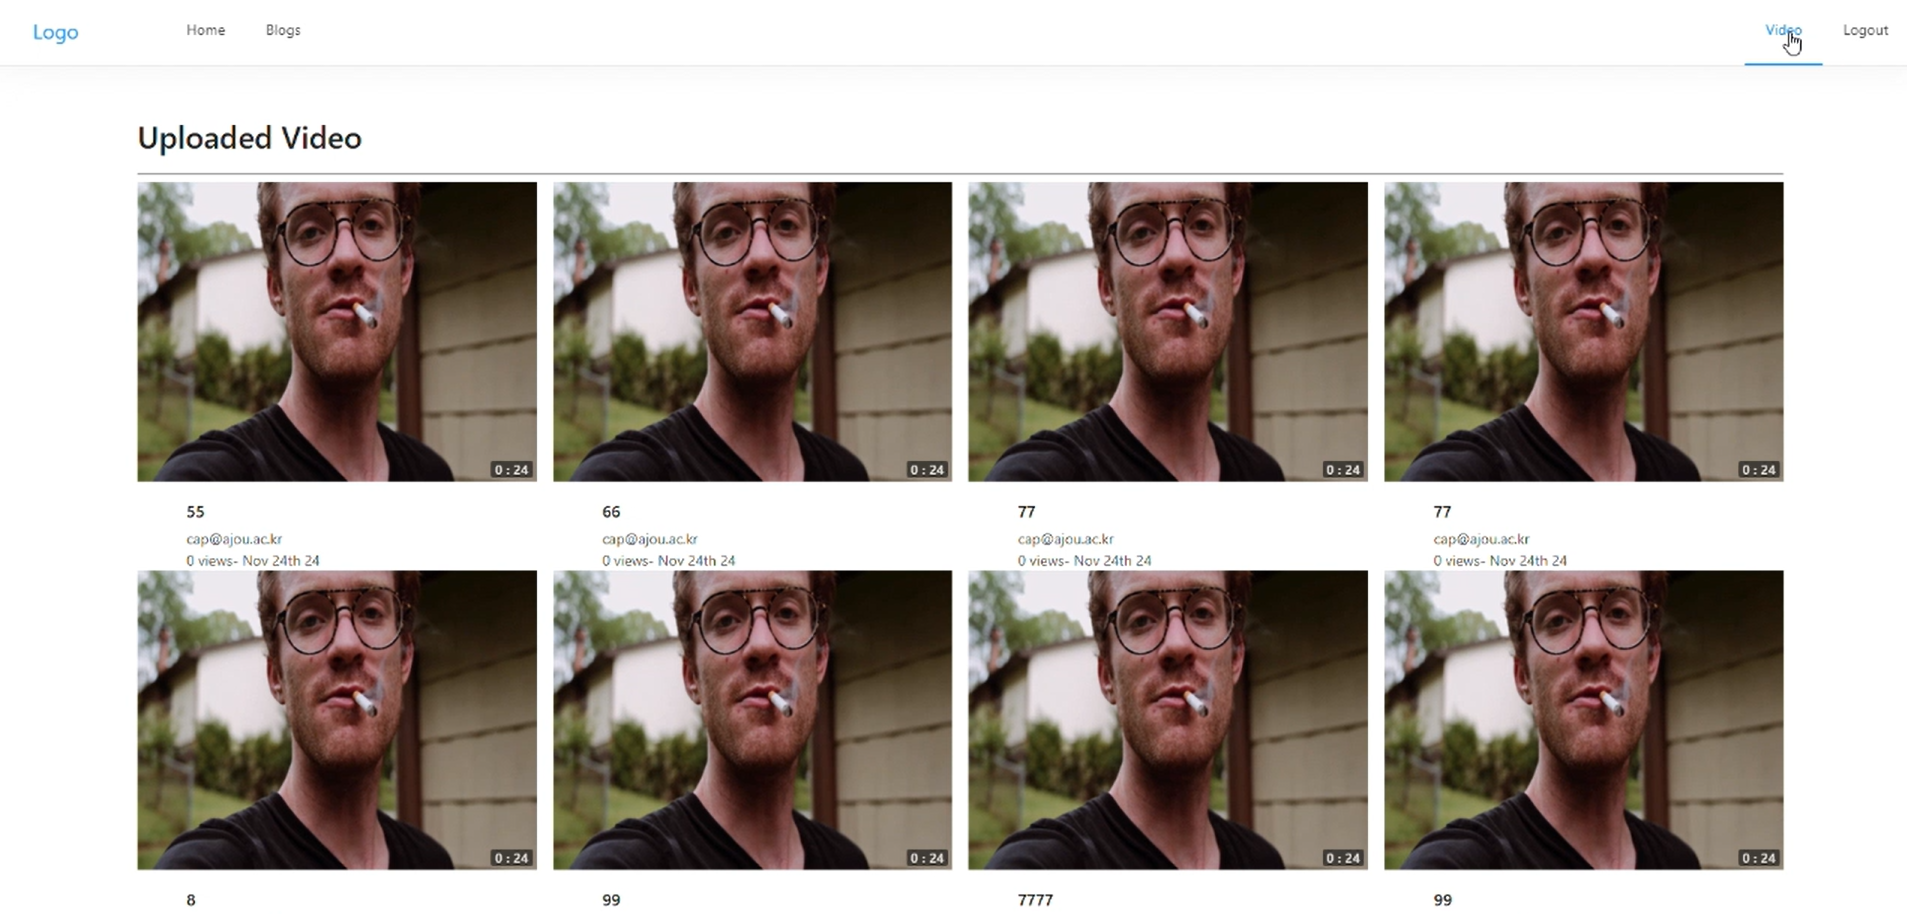 Logo Home Blogs Video Logout
Uploaded Video
0 : 24 0 : 24 0 : 24 0 : 24
55 66 77 77
cap@ajou.ac.kr cap@ajou.ac.kr cap@ajou.ac.kr cap@ajou.ac.kr
0 views- Nov 24th 24 0 views- Nov 24th 24 0 views- Nov 24th 24 0 views- Nov 24th 24
0 : 24 0 : 24 0 : 24 0 : 24
8 99 7777 99